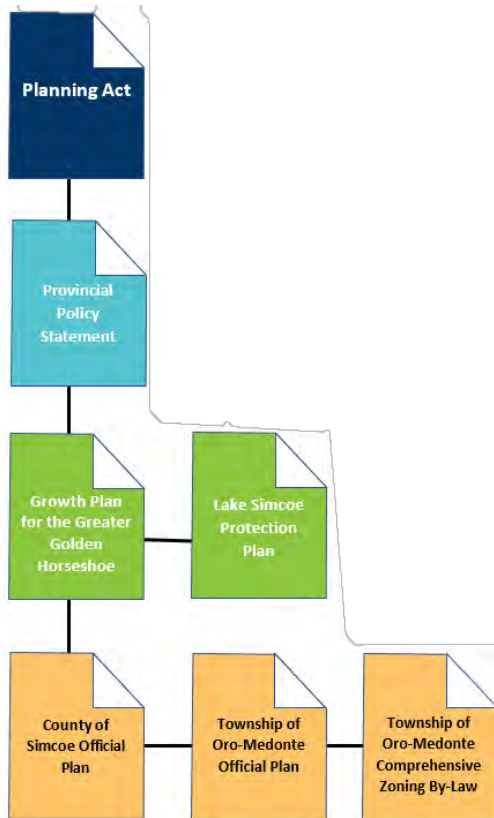 Planning Act
Provincial
Policy
Statement
Growth Plan
for the Greater
Golden
Horseshoe
Lake Simcoe
Protection
Plan
County of
Simcoe Official
Plan
Township of
Oro-Medonte
Official Plan
Township of
Oro-Medonte
Comprehensive
Zoning By-Law